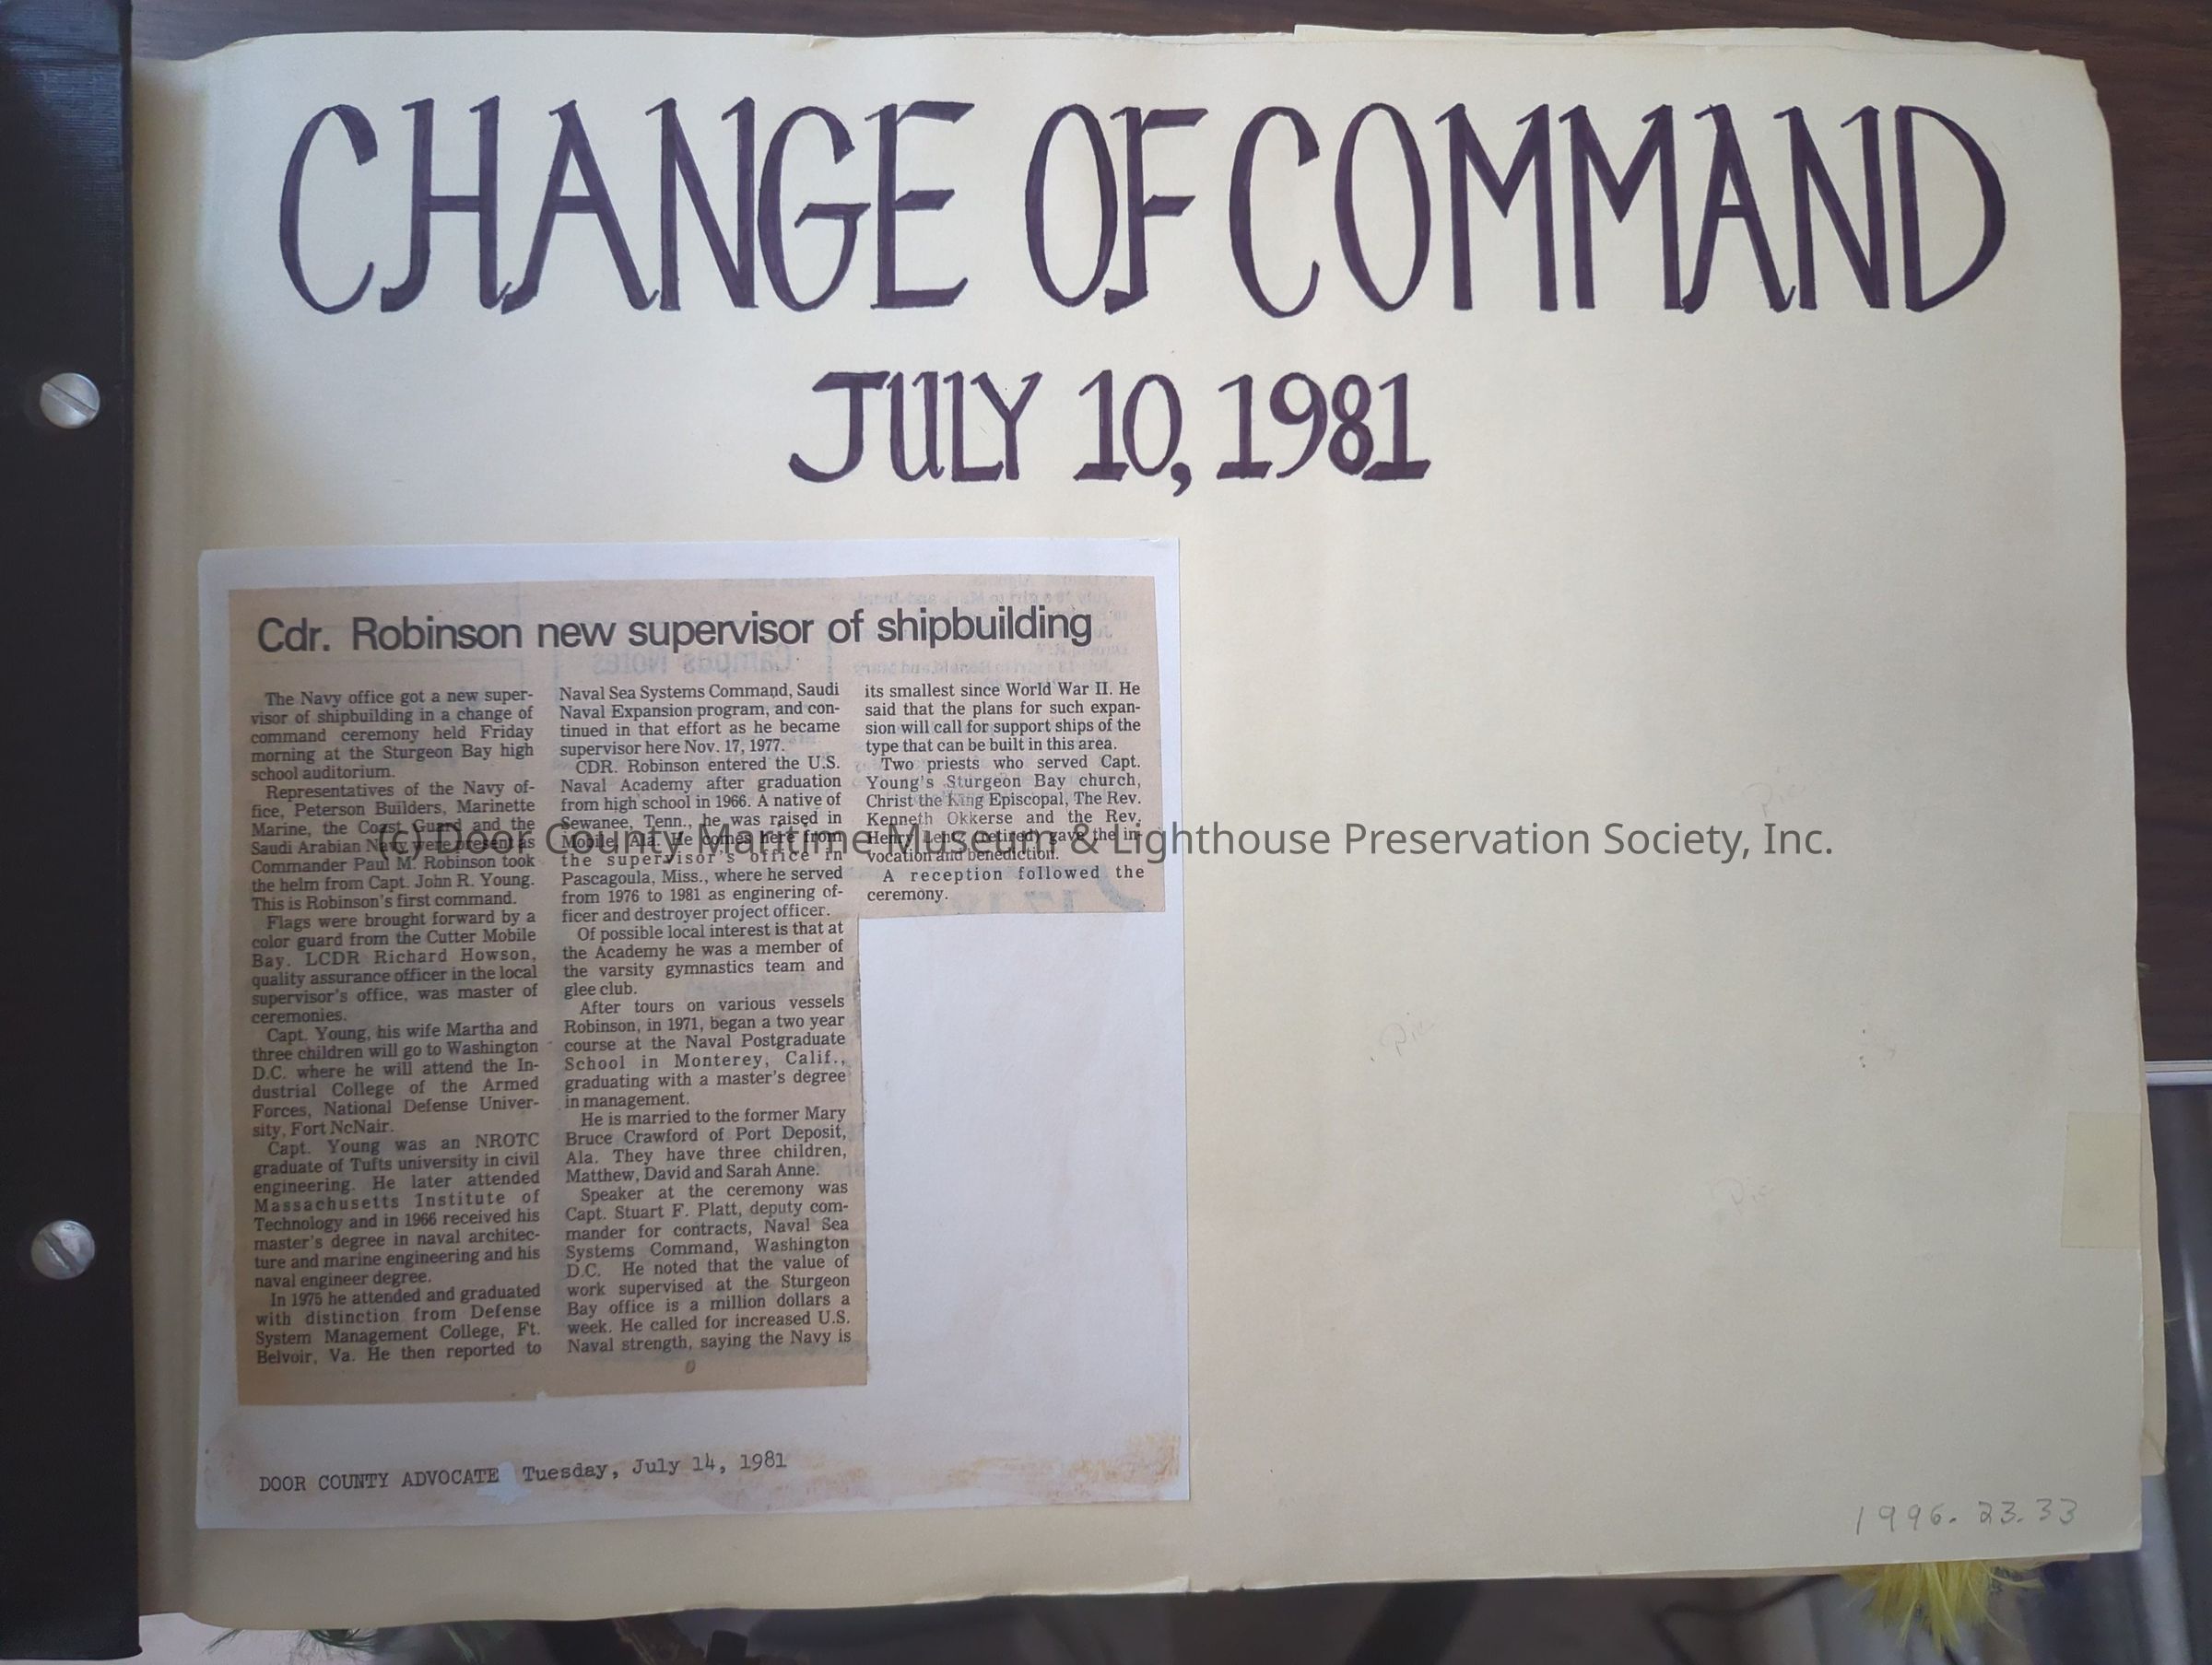 CHANGE OF COMMAND
JULY 10, 1981
Cdr. Robinson new supervisor of shipbuilding
The Navy office got a new super-
visor of shipbuilding in a change of
command ceremony held Friday
morning at the Sturgeon Bay high
school auditorium.
Representatives of the Navy of-
fice, Peterson Builders, Marinette
Marine, the Coast Guard and the
Saudi Arabian Navy were present as
Commander Paul M. Robinson took
the helm from Capt. John R. Young.
This is Robinson's first command.
Flags were brought forward by a
color guard from the Cutter Mobile
Bay. LCDR Richard Howson,
quality assurance officer in the local
supervisor's office, was master of
ceremonies.
Capt. Young, his wife Martha and
three children will go to Washington
D.C. where he will attend the In-
dustrial College of the Armed
Forces, National Defense Univer-
sity, Fort NcNair.
Capt. Young was an NROTC
graduate of Tufts university in civil
engineering. He later attended
Massachusetts Institute of
Technology and in 1966 received his
master's degree in naval architec-
ture and marine engineering and his
naval engineer degree.
In 1975 he attended and graduated
with distinction from Defense
System Management College, Ft.
Belvoir, Va. He then reported to
Naval Sea Systems Command, Saudi
Naval Expansion program, and con-
tinued in that effort as he became
supervisor here Nov. 17, 1977.
CDR. Robinson entered the U.S.
Naval Academy after graduation
from high school in 1966. A native of
Sewanee, Tenn., he was raised in
Mobile, Ala. He comes here from
the supervisor's office in
Pascagoula, Miss., where he served
from 1976 to 1981 as enginering of-
ficer and destroyer project officer.
Of possible local interest is that at
the Academy he was a member of
the varsity gymnastics team and
glee club.
After tours on various vessels
Robinson, in 1971, began a two year
course at the Naval Postgraduate
School in Monterey, Calif.,
graduating with a master's degree
in management.
He is married to the former Mary
Bruce Crawford of Port Deposit,
Ala. They have three children,
Matthew, David and Sarah Anne.
Speaker at the ceremony was
Capt. Stuart F. Platt, deputy com-
mander for contracts, Naval Sea
Systems Command, Washington
D.C. He noted that the value of
work supervised at the Sturgeon
Bay office is a million dollars a
week. He called for increased U.S.
Naval strength, saying the Navy is
its smallest since World War II. He
said that the plans for such expan-
sion will call for support ships of the
type that can be built in this area.
Two priests who served Capt.
Young's Sturgeon Bay church,
Christ the King Episcopal, The Rev.
Kenneth Okkerse and the Rev.
Henry (retired) gave the in-
vocation and benediction.
A reception followed the
ceremony.
(c) Door County Maritime Museum & Lighthouse Preservation Society, Inc.
DOOR COUNTY ADVOCATE Tuesday, July 14, 1981
1996.23.33